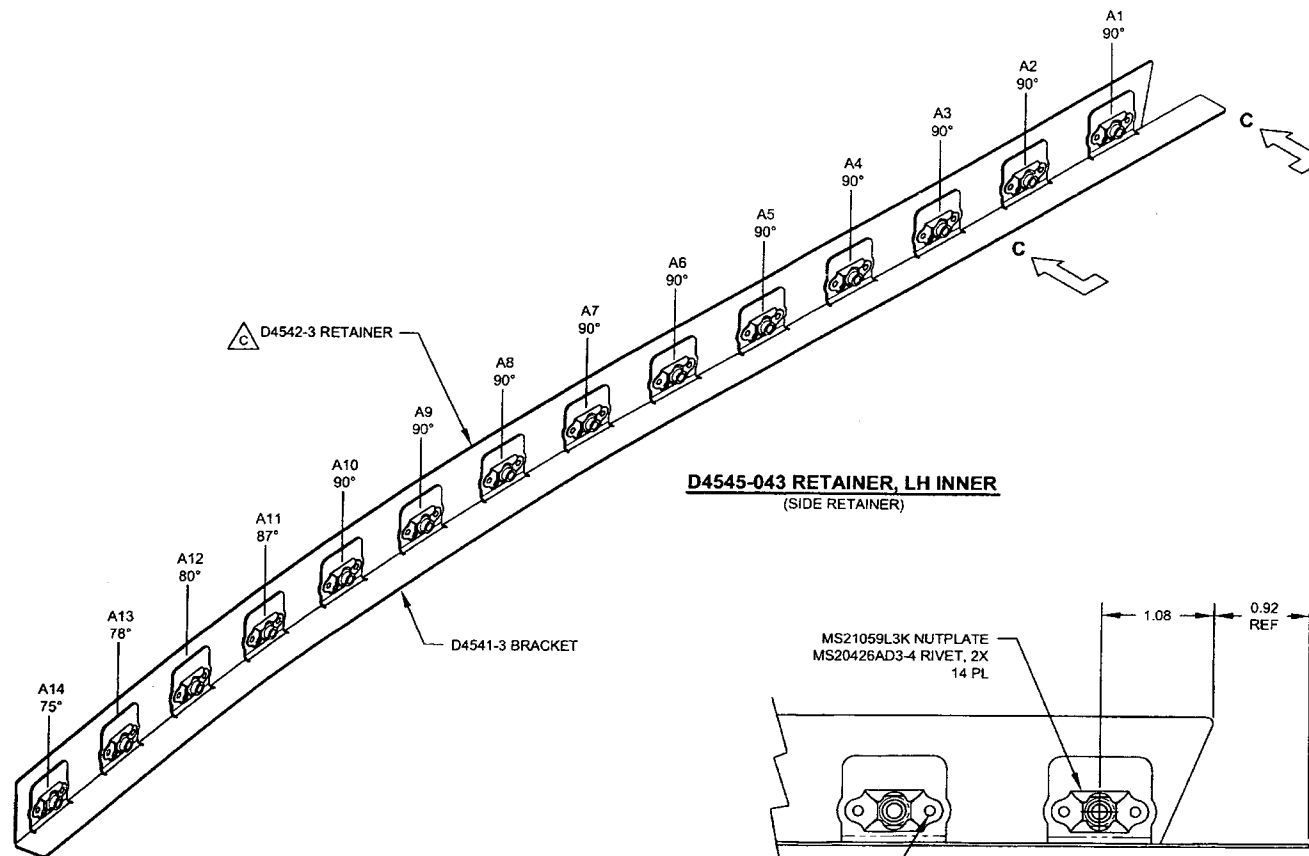 A1
90°
A2
90°
A3
90°
A4
90°
A5
90°
A6
90°
A7
90°
A8
90°
A9
90°
A10
90°
A11
87°
A12
80°
A13
78°
A14
75°
C
C
C D4542-3 RETAINER
D4541-3 BRACKET
D4545-043 RETAINER, LH INNER
(SIDE RETAINER)
MS21059L3K NUTPLATE
MS20426AD3-4 RIVET, 2X
14 PL
1.08
0.92
REF